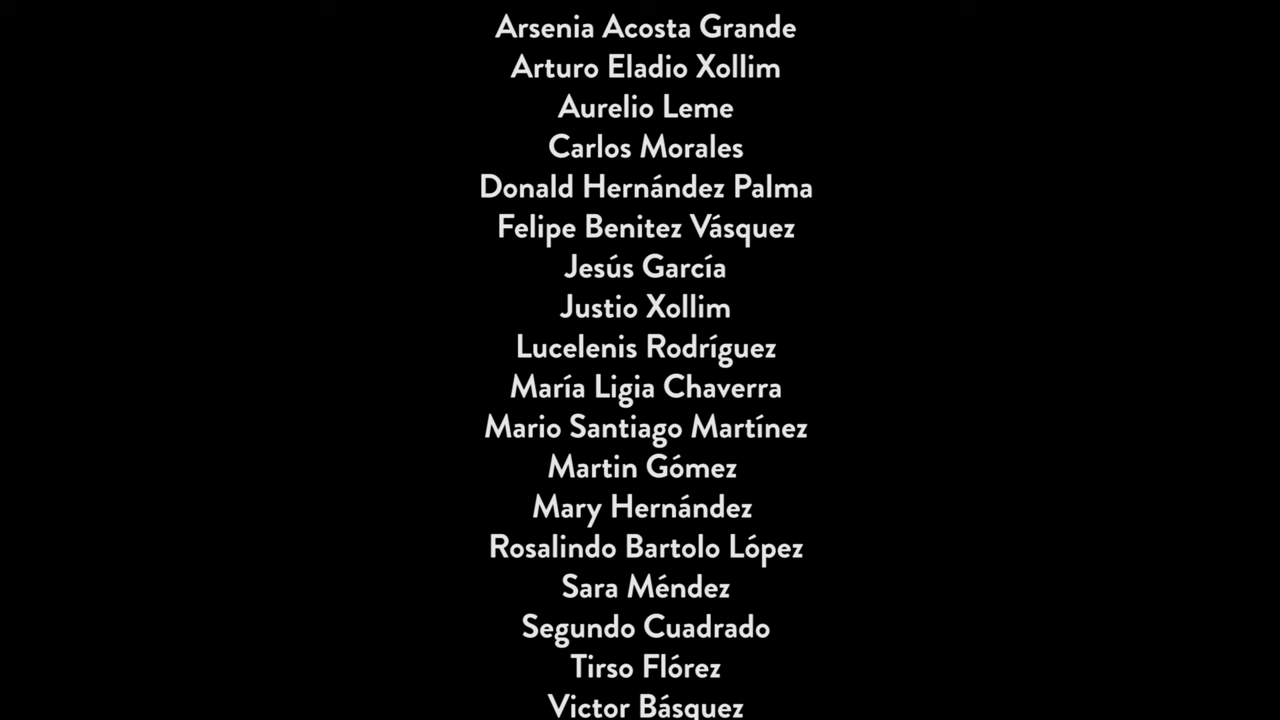 Arsenia Acosta Grande
Arturo Eladio Xollim
Aurelio Leme
Carlos Morales
Donald Hernández Palma
Felipe Benitez Vásquez
Jesús García
Justio Xollim
Lucelenis Rodríguez
María Ligia Chaverra
Mario Santiago Martínez
Martin Gómez
Mary Hernández
Rosalindo Bartolo López
Sara Méndez
Segundo Cuadrado
Tirso Flórez
Victor Básquez